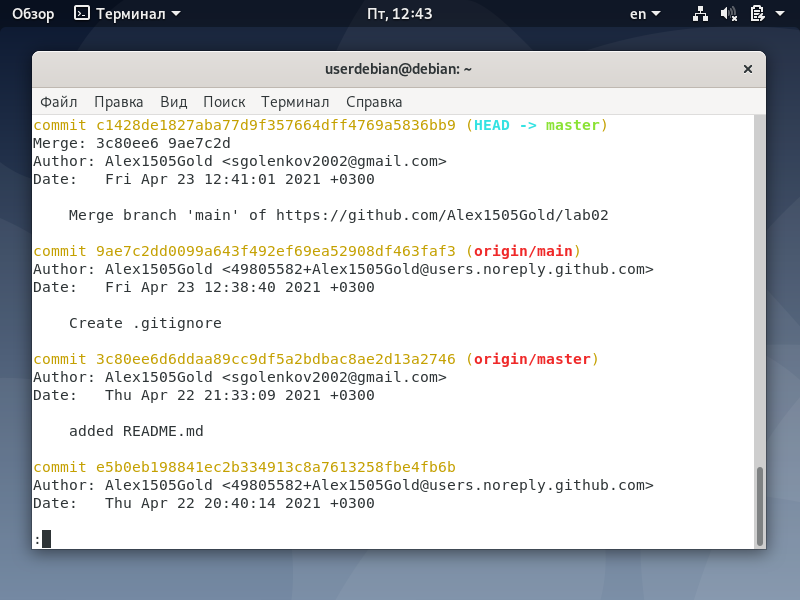 Обзор Терминал Пт, 12:43 en
userdebian@debian: ~ ×
Файл Правка Вид Поиск Терминал Справка
commit c1428de1827aba77d9f357664dff4769a5836bb9 (HEAD -> master)
Merge: 3c80ee6 9ae7c2d
Author: Alex1505Gold <sgolenkov2002@gmail.com>
Date:   Fri Apr 23 12:41:01 2021 +0300
    Merge branch 'main' of https://github.com/Alex1505Gold/lab02
commit 9ae7c2dd0099a643f492ef69ea52908df463faf3 (origin/main)
Author: Alex1505Gold <49805582+Alex1505Gold@users.noreply.github.com>
Date:   Fri Apr 23 12:38:40 2021 +0300
    Create .gitignore
commit 3c80ee6d6ddaa89cc9df5a2bdbac8ae2d13a2746 (origin/master)
Author: Alex1505Gold <sgolenkov2002@gmail.com>
Date:   Thu Apr 22 21:33:09 2021 +0300
    added README.md
commit e5b0eb198841ec2b334913c8a7613258fbe4fb6b
Author: Alex1505Gold <49805582+Alex1505Gold@users.noreply.github.com>
Date:   Thu Apr 22 20:40:14 2021 +0300
: